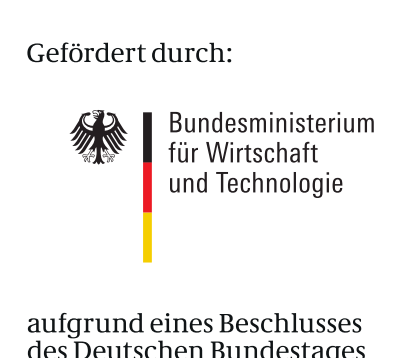 Gefördert durch:
Bundesministerium
für Wirtschaft
und Technologie
aufgrund eines Beschlusses
des Deutschen Bundestages